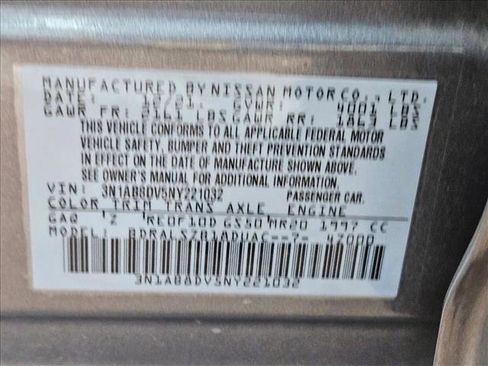 MANUFACTURED BY NISSAN MOTOR CO., LTD.
DATE: 12/21 GVWR: 4001 LBS
GAWR FR: 2161 LBS GAWR RR: 1869 LBS
THIS VEHICLE CONFORMS TO ALL APPLICABLE FEDERAL MOTOR
VEHICLE SAFETY, BUMPER AND THEFT PREVENTION STANDARDS
IN EFFECT ON THE DATE OF MANUFACTURE SHOWN ABOVE.
SEE OWNER'S MANUAL FOR ADDITIONAL INFORMATION.
VIN: 3N1AB8DV5NY221032 PASSENGER CAR.
COLOR TRIM TRANS AXLE ENGINE
GAQ Z RE0F10D GS50 MR20 1997 CC
MODEL:
3N1AB8DV5NY221032